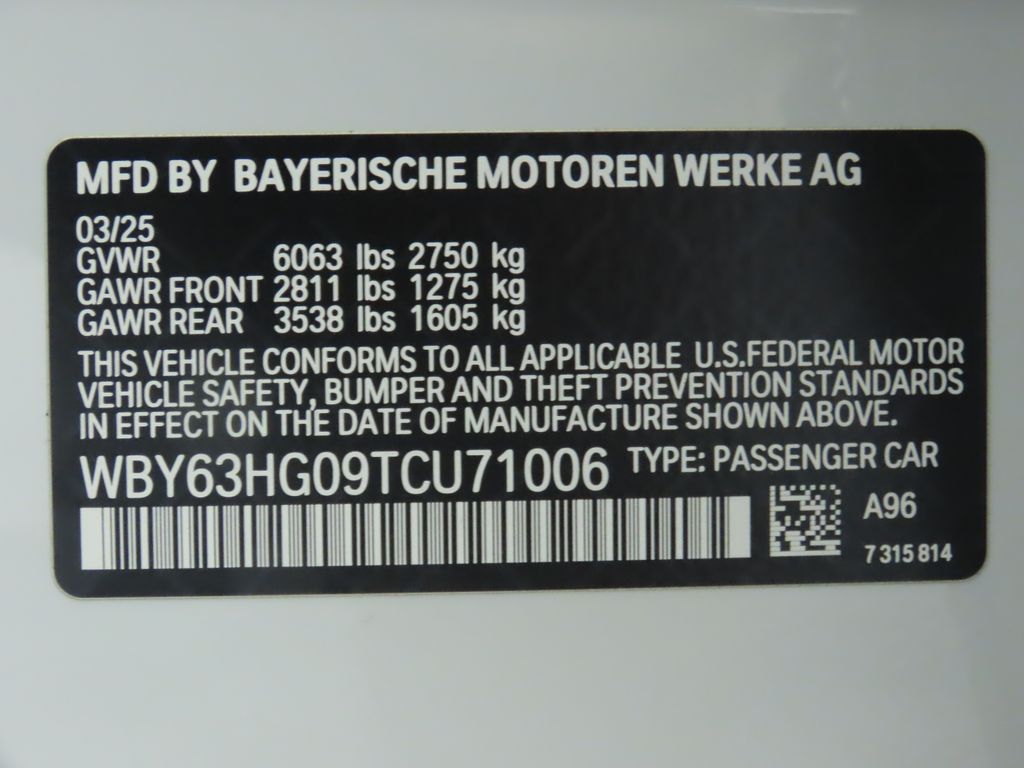 MFD BY BAYERISCHE MOTOREN WERKE AG
03/25
GVWR 6063 lbs 2750 kg
GAWR FRONT 2811 lbs 1275 kg
GAWR REAR 3538 lbs 1605 kg
THIS VEHICLE CONFORMS TO ALL APPLICABLE U.S.FEDERAL MOTOR
VEHICLE SAFETY, BUMPER AND THEFT PREVENTION STANDARDS
IN EFFECT ON THE DATE OF MANUFACTURE SHOWN ABOVE.
WBY63HG09TCU71006 TYPE: PASSENGER CAR
A96
7 315 814